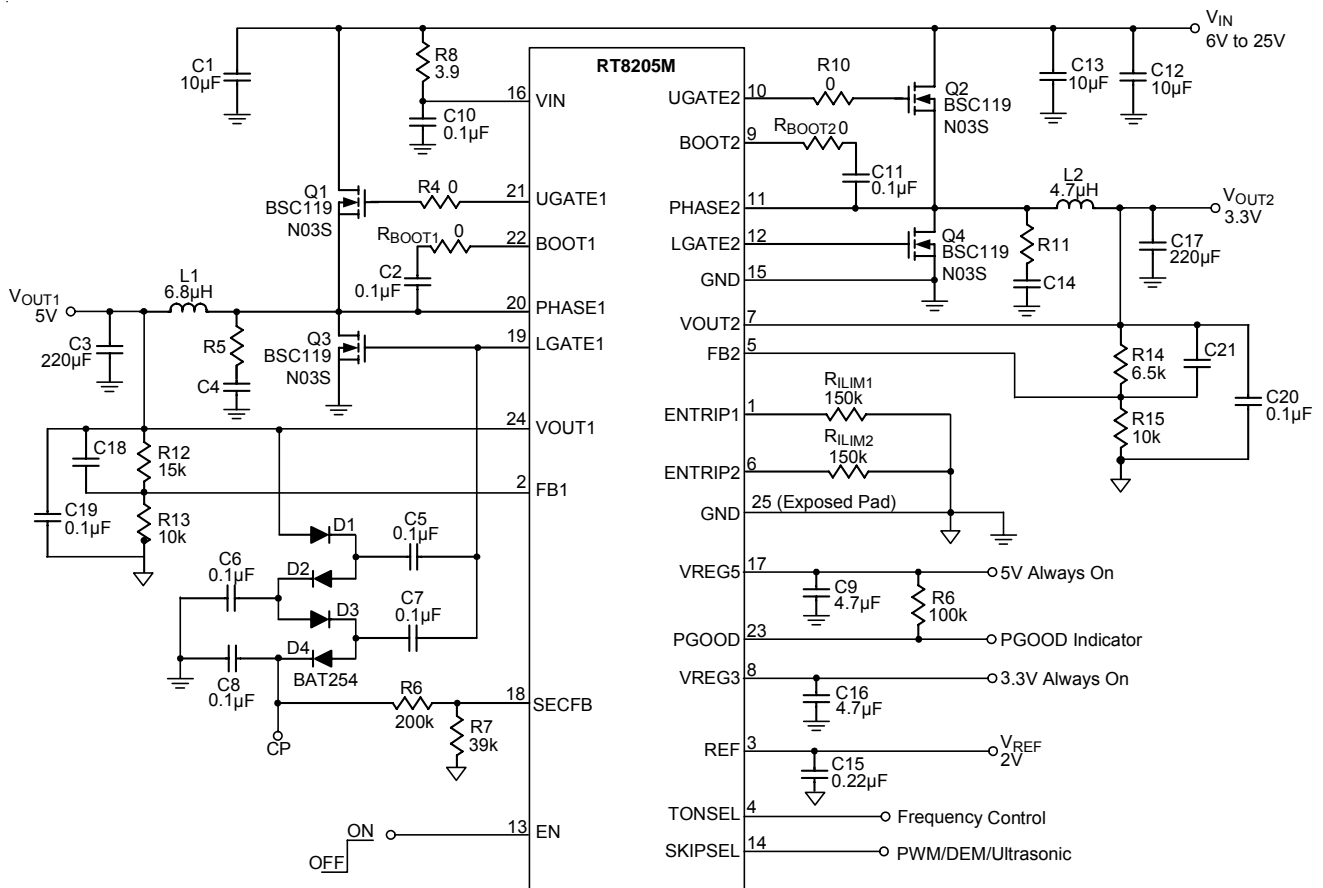 VIN
6V to 25V
C1
10µF
R8
3.9
RT8205M
R10
0
C13
10µF
C12
10µF
16
VIN
C10
0.1µF
UGATE2
10
Q2
BSC119
N03S
BOOT2
9
RBOOT2 0
C11
0.1µF
Q1
BSC119
N03S
R4 0
21
UGATE1
RBOOT1 0
22
BOOT1
C2
0.1µF
PHASE2
11
L2
4.7µH
VOUT2
3.3V
LGATE2
12
Q4
BSC119
N03S
R11
C14
C17
220µF
GND
15
VOUT1
5V
L1
6.8µH
20
PHASE1
C3
220µF
R5
C4
Q3
BSC119
N03S
19
LGATE1
VOUT2
7
FB2
5
R14
6.5k
C21
C20
0.1µF
R15
10k
ENTRIP1
1
RILIM1
150k
ENTRIP2
6
RILIM2
150k
GND
25 (Exposed Pad)
24
VOUT1
C18
R12
15k
2
FB1
C19
0.1µF
R13
10k
D1
C5
0.1µF
C6
0.1µF
D2
D3
C7
0.1µF
D4
BAT254
C8
0.1µF
R6
200k
18
SECFB
R7
39k
CP
VREG5
17
5V Always On
C9
4.7µF
R6
100k
PGOOD
23
PGOOD Indicator
VREG3
8
3.3V Always On
C16
4.7µF
REF
3
VREF
2V
C15
0.22µF
TONSEL
4
Frequency Control
ON
OFF
13
EN
SKIPSEL
14
PWM/DEM/Ultrasonic